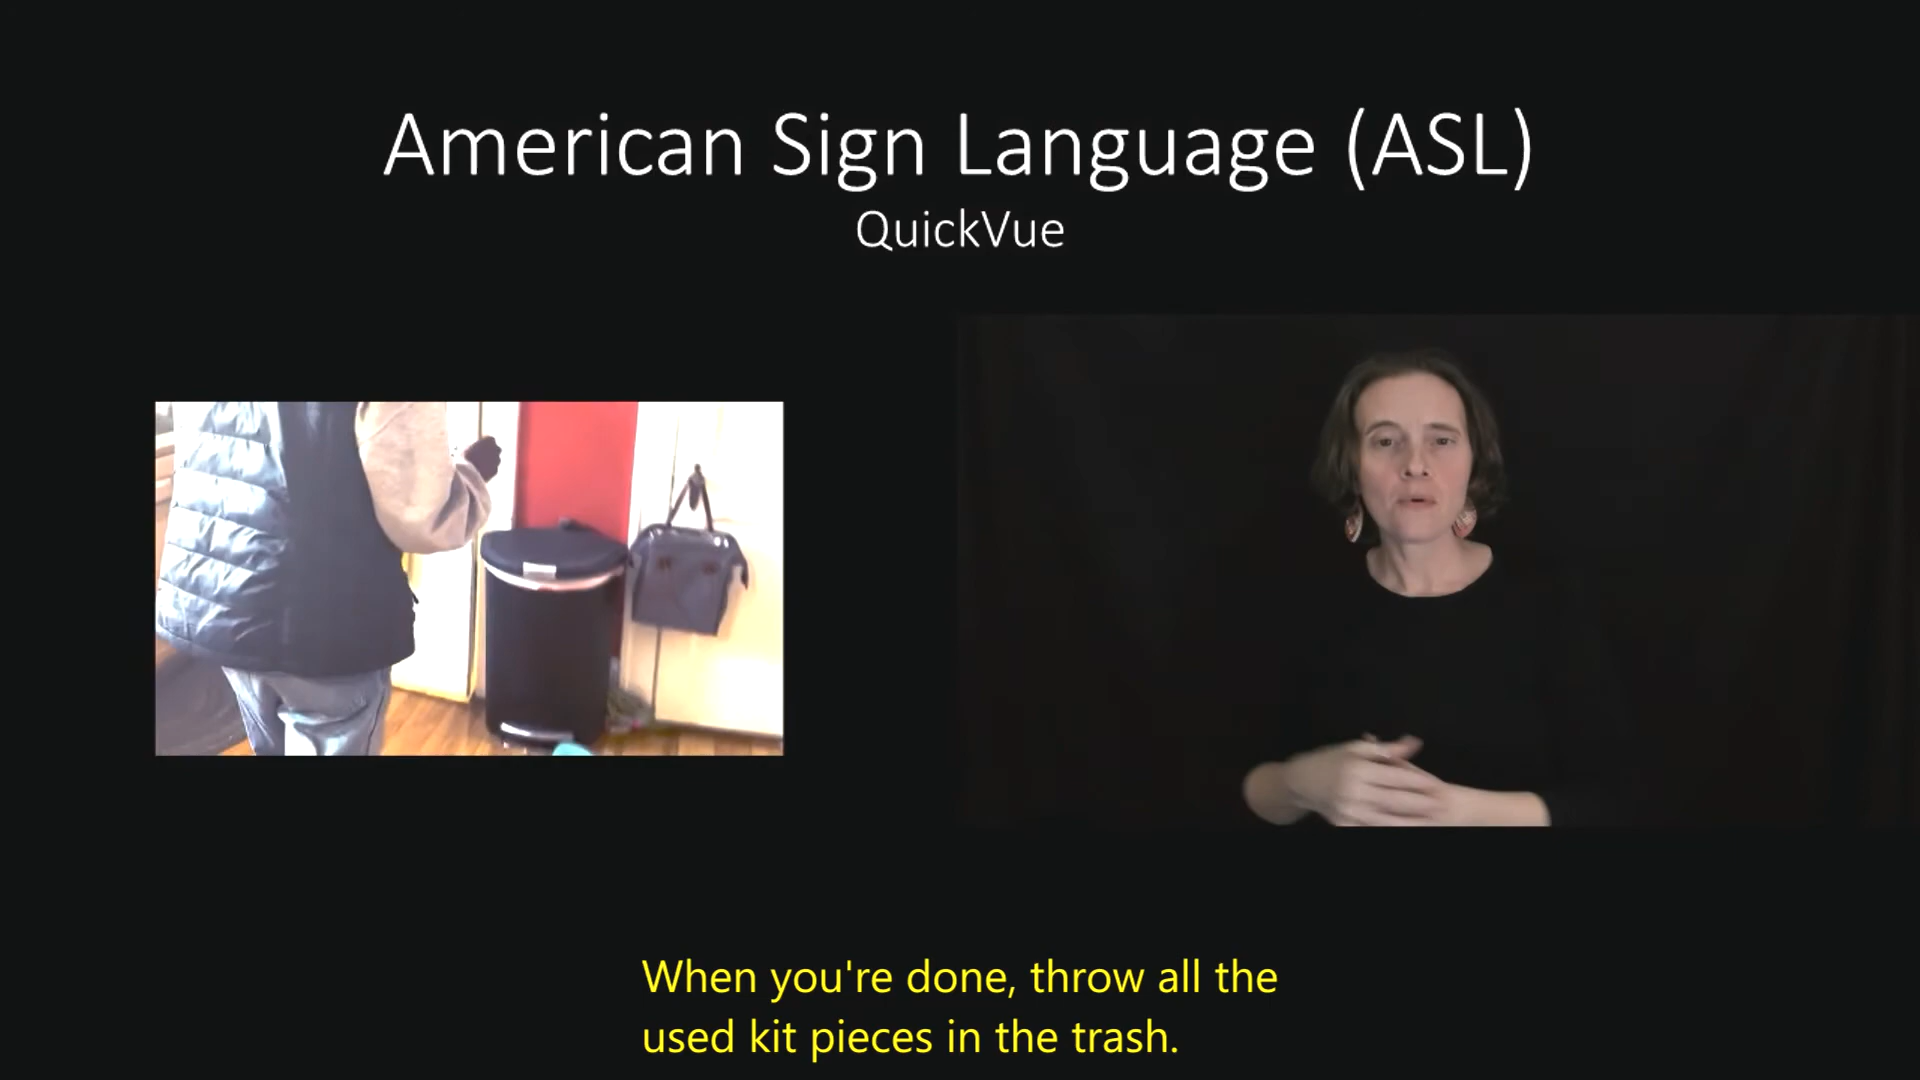 American Sign Language (ASL)
QuickVue
When you're done, throw all the
used kit pieces in the trash.